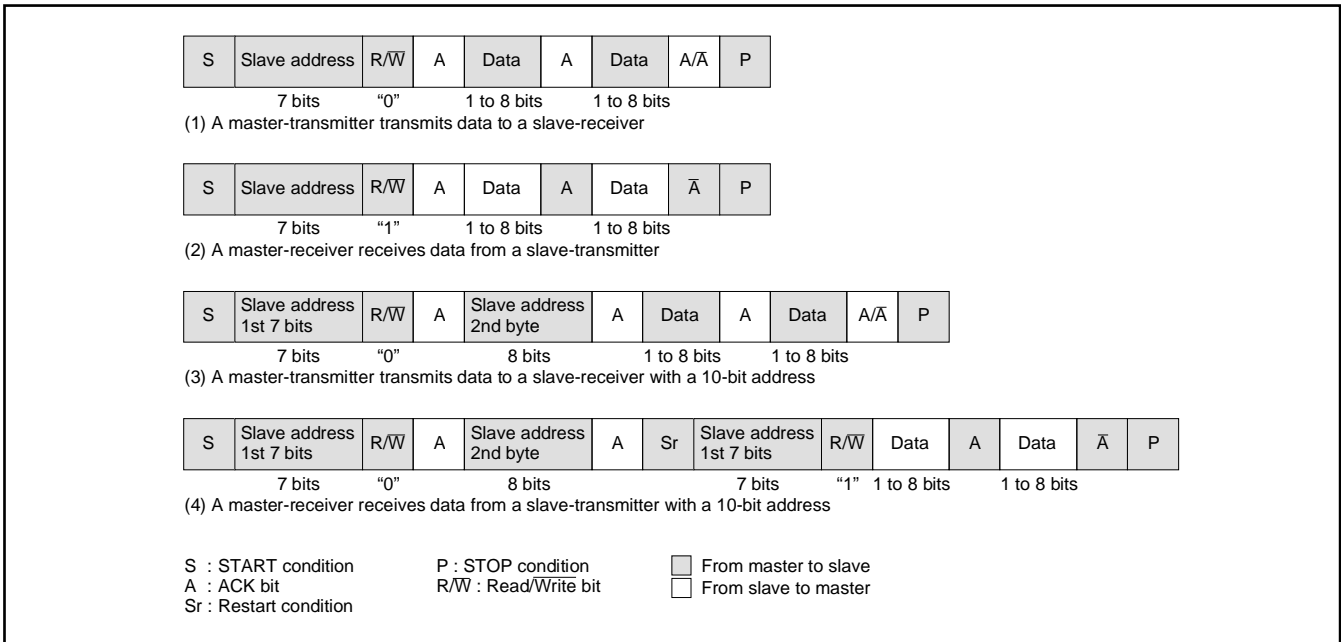 S Slave address R/W̅ A Data A Data A/A̅ P
7 bits “0” 1 to 8 bits 1 to 8 bits
(1) A master-transmitter transmits data to a slave-receiver
S Slave address R/W̅ A Data A Data A̅ P
7 bits “1” 1 to 8 bits 1 to 8 bits
(2) A master-receiver receives data from a slave-transmitter
S Slave address 1st 7 bits R/W̅ A Slave address 2nd byte A Data A Data A/A̅ P
7 bits “0” 8 bits 1 to 8 bits 1 to 8 bits
(3) A master-transmitter transmits data to a slave-receiver with a 10-bit address
S Slave address 1st 7 bits R/W̅ A Slave address 2nd byte A Sr Slave address 1st 7 bits R/W̅ Data A Data A̅ P
7 bits “0” 8 bits 7 bits “1” 1 to 8 bits 1 to 8 bits
(4) A master-receiver receives data from a slave-transmitter with a 10-bit address
S : START condition P : STOP condition From master to slave
A : ACK bit R/W̅ : Read/W̅r̅i̅t̅e̅ bit From slave to master
Sr : Restart condition